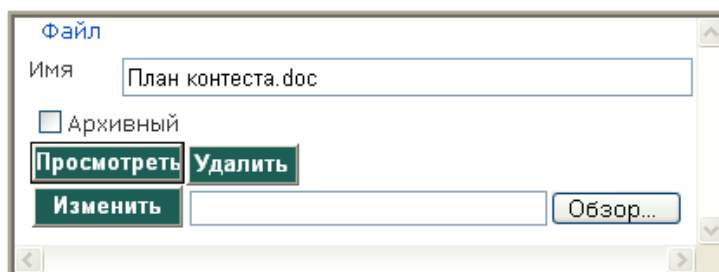 Файл
Имя План контеста.doc
Архивный
Просмотреть Удалить
Изменить Обзор...